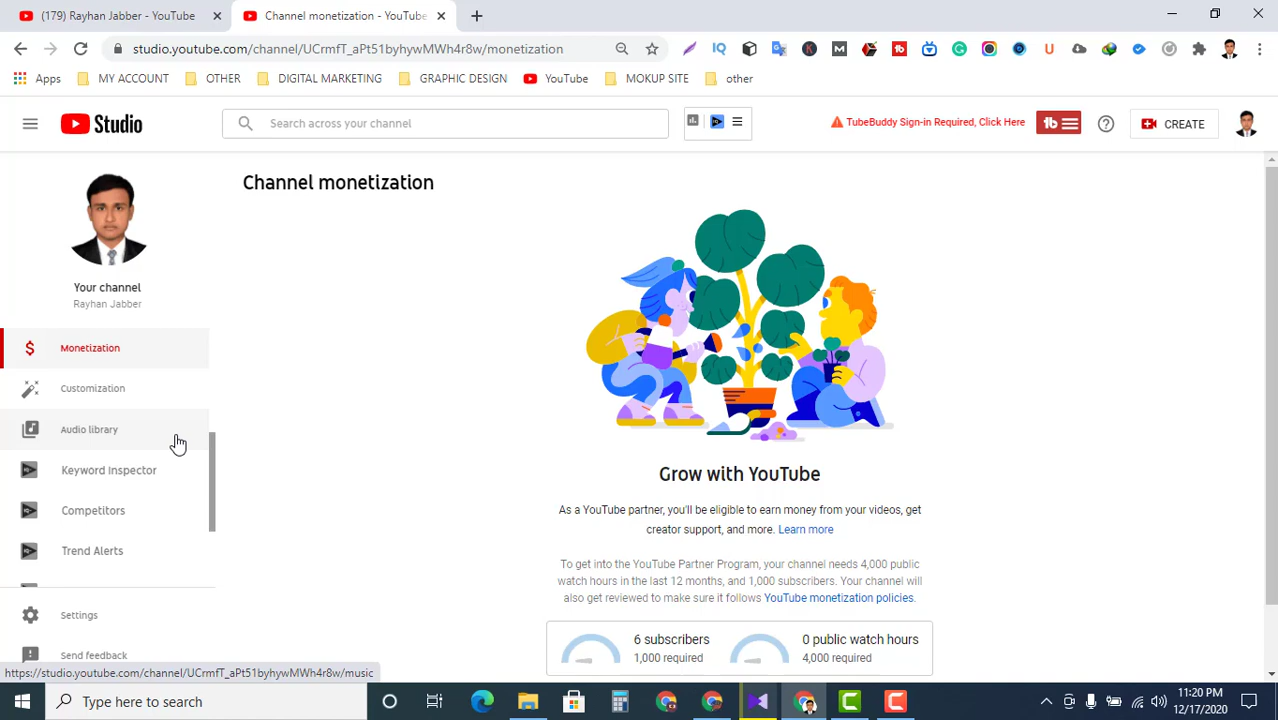 (179) Rayhan Jabber - YouTube
Channel monetization - YouTube
studio.youtube.com/channel/UCrmfT_aPt51byhywMWh4r8w/monetization
Apps
MY ACCOUNT
OTHER
DIGITAL MARKETING
GRAPHIC DESIGN
YouTube
MOKUP SITE
other
Studio
Search across your channel
TubeBuddy Sign-in Required, Click Here
CREATE
Your channel
Rayhan Jabber
Monetization
Customization
Audio library
Keyword Inspector
Competitors
Trend Alerts
Settings
Send feedback
Channel monetization
Grow with YouTube
As a YouTube partner, you'll be eligible to earn money from your videos, get
creator support, and more. Learn more
To get into the YouTube Partner Program, your channel needs 4,000 public
watch hours in the last 12 months, and 1,000 subscribers. Your channel will
also get reviewed to make sure it follows YouTube monetization policies.
6 subscribers
1,000 required
0 public watch hours
4,000 required
https://studio.youtube.com/channel/UCrmfT_aPt51byhywMWh4r8w/music
Type here to search
11:20 PM
12/17/2020